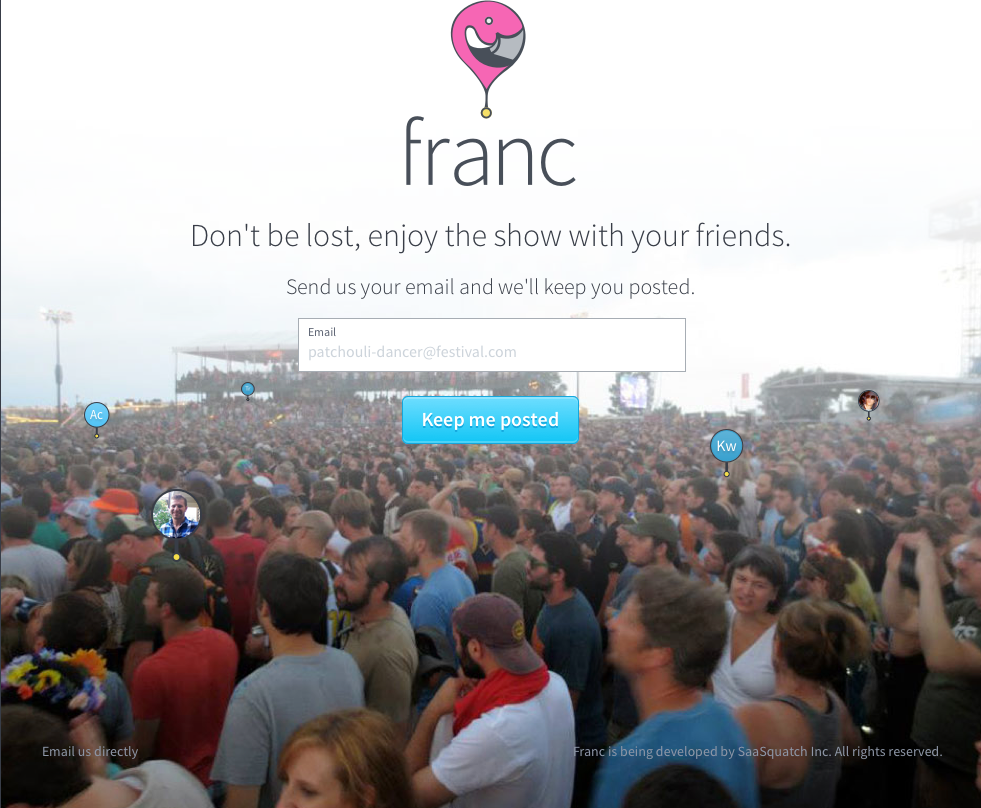 franc
Don't be lost, enjoy the show with your friends.
Send us your email and we'll keep you posted.
Email
patchouli-dancer@festival.com
Keep me posted
Ac
Kw
Email us directly
Franc is being developed by SaaSquatch Inc. All rights reserved.